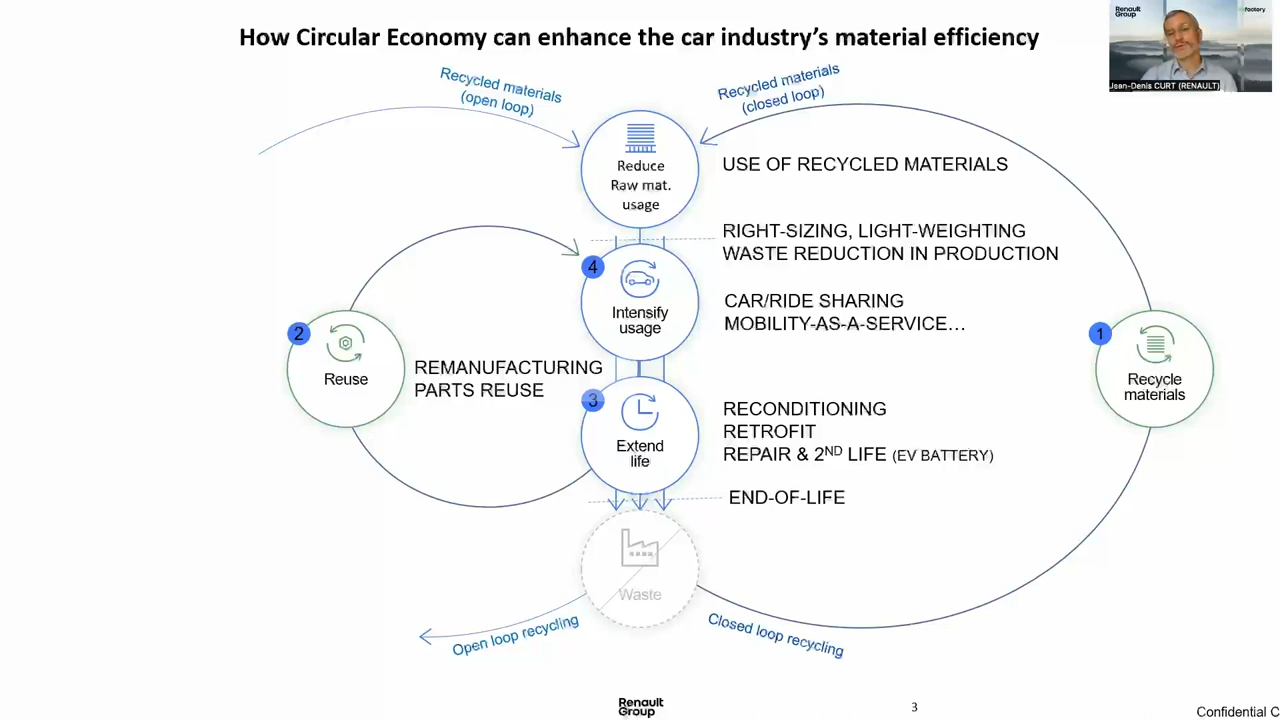 How Circular Economy can enhance the car industry's material efficiency
Renault
Group
factory
Jean-Denis CURT (RENAULT)
Recycled materials
(open loop)
Recycled materials
(closed loop)
Reduce
Raw mat.
usage
USE OF RECYCLED MATERIALS
RIGHT-SIZING, LIGHT-WEIGHTING
WASTE REDUCTION IN PRODUCTION
4
Intensify
usage
CAR/RIDE SHARING
MOBILITY-AS-A-SERVICE…
2
Reuse
REMANUFACTURING
PARTS REUSE
1
Recycle
materials
3
Extend
life
RECONDITIONING
RETROFIT
REPAIR & 2ND LIFE (EV BATTERY)
END-OF-LIFE
Waste
Open loop recycling
Closed loop recycling
Renault
Group
3
Confidential C